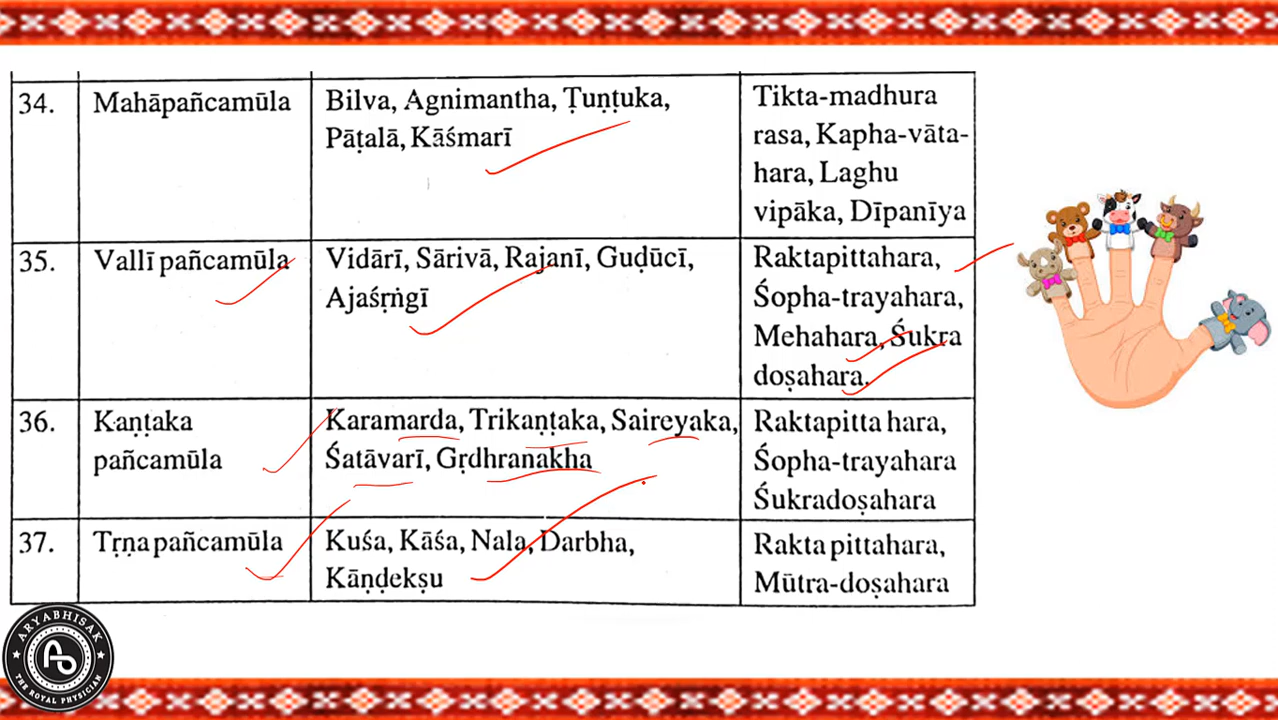 34.
Mahāpañcamūla
Bilva, Agnimantha, Ṭuṇṭuka,
Pāṭalā, Kāśmarī
Tikta-madhura
rasa, Kapha-vāta-
hara, Laghu
vipāka, Dīpanīya
35.
Vallī pañcamūla
Vidārī, Sārivā, Rajanī, Guḍūcī,
Ajaśṛṅgī
Raktapittahara,
Śopha-trayahara,
Mehahara, Śukra
doṣahara.
36.
Kaṇṭaka
pañcamūla
Karamarda, Trikaṇṭaka, Saireyaka,
Śatāvarī, Gṛdhranakha
Raktapitta hara,
Śopha-trayahara
Śukradoṣahara
37.
Tṛṇa pañcamūla
Kuśa, Kāśa, Nala, Darbha,
Kāṇḍekṣu
Rakta pittahara,
Mūtra-doṣahara
ARYABHISAK
THE ROYAL PHYSICIAN